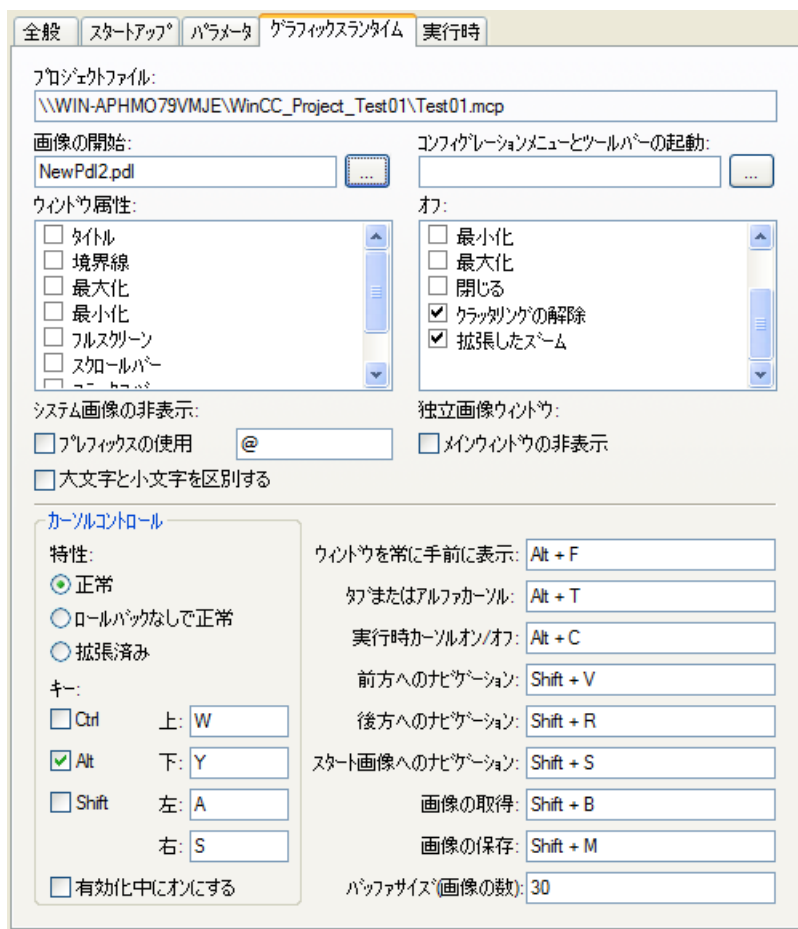 全般 スタートアップ パラメータ グラフィックスランタイム 実行時
プロジェクトファイル:
\\WIN-APHMO79VMJE\WinCC_Project_Test01\Test01.mcp
画像の開始: コンフィグレーションメニューとツールバーの起動:
NewPdl2.pdl ... ...
ウィンドウ属性: オフ:
タイトル 最小化
境界線 最大化
最大化 閉じる
最小化 クラッタリングの解除
フルスクリーン 拡張したズーム
スクロールバー
システム画像の非表示: 独立画像ウィンドウ:
プレフィックスの使用 @ メインウィンドウの非表示
大文字と小文字を区別する
カーソルコントロール
特性: ウィンドウを常に手前に表示: Alt + F
正常 タブまたはアルファカーソル: Alt + T
ロールバックなしで正常 実行時カーソルオン/オフ: Alt + C
拡張済み 前方へのナビゲーション: Shift + V
キー:
Ctrl 上: W 後方へのナビゲーション: Shift + R
Alt 下: Y スタート画像へのナビゲーション: Shift + S
Shift 左: A 画像の取得: Shift + B
右: S 画像の保存: Shift + M
有効化中にオンにする バッファサイズ(画像の数): 30